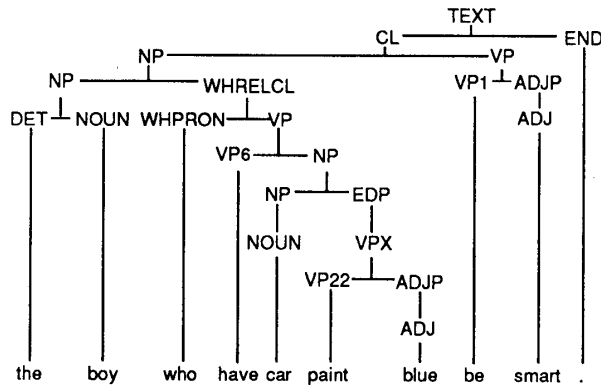 TEXT
CL END
NP VP
NP WHRELCL VP1 ADJP
DET NOUN WHPRON VP ADJ
VP6 NP
NP EDP
NOUN VPX
VP22 ADJP
ADJ
the boy who have car paint blue be smart .